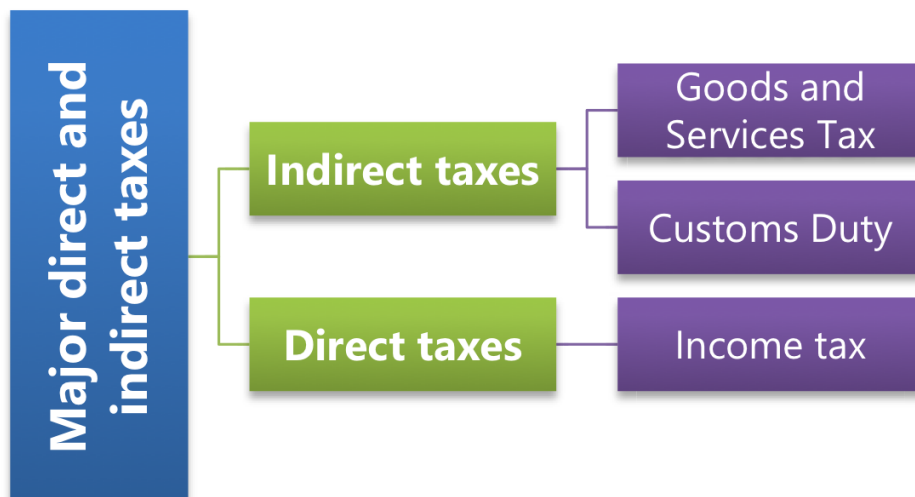 Major direct and
indirect taxes
Indirect taxes
Goods and
Services Tax
Customs Duty
Direct taxes
Income tax